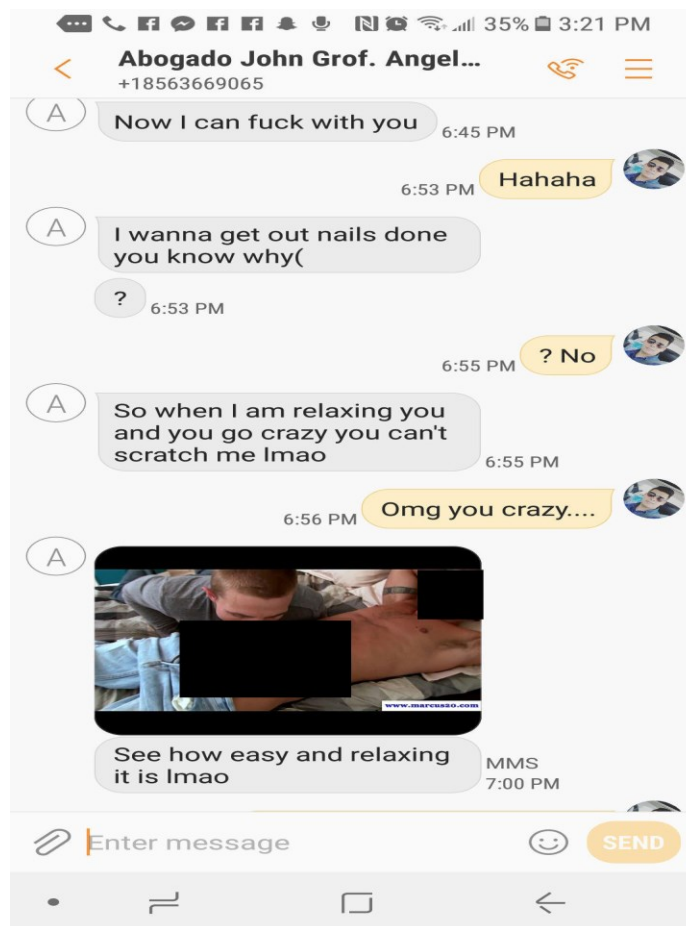 35% 3:21 PM
Abogado John Grof. Angel...
+18563669065
A
Now I can fuck with you
6:45 PM
Hahaha
6:53 PM
A
I wanna get out nails done
you know why(
?
6:53 PM
? No
6:55 PM
A
So when I am relaxing you
and you go crazy you can't
scratch me lmao
6:55 PM
Omg you crazy....
6:56 PM
A
www.marcus20.com
See how easy and relaxing
it is lmao
MMS
7:00 PM
Enter message
SEND